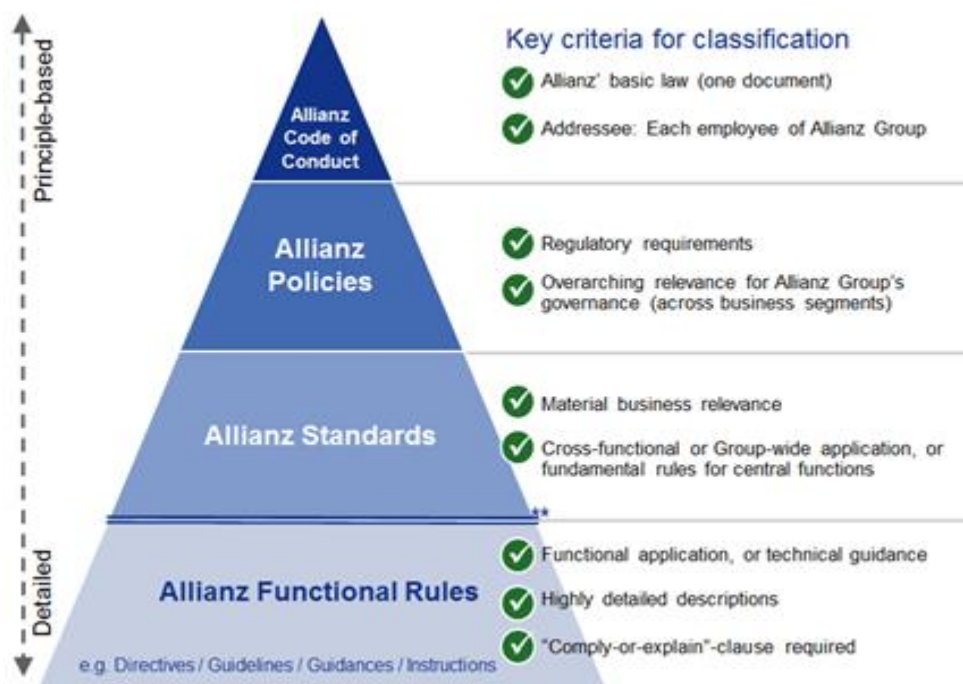 Principle-based
Detailed
Key criteria for classification
Allianz
Code of
Conduct
Allianz' basic law (one document)
Addressee: Each employee of Allianz Group
Allianz
Policies
Regulatory requirements
Overarching relevance for Allianz Group's
governance (across business segments)
Allianz Standards
Material business relevance
Cross-functional or Group-wide application, or
fundamental rules for central functions
**
Allianz Functional Rules
e.g. Directives / Guidelines / Guidances / Instructions
Functional application, or technical guidance
Highly detailed descriptions
"Comply-or-explain"-clause required